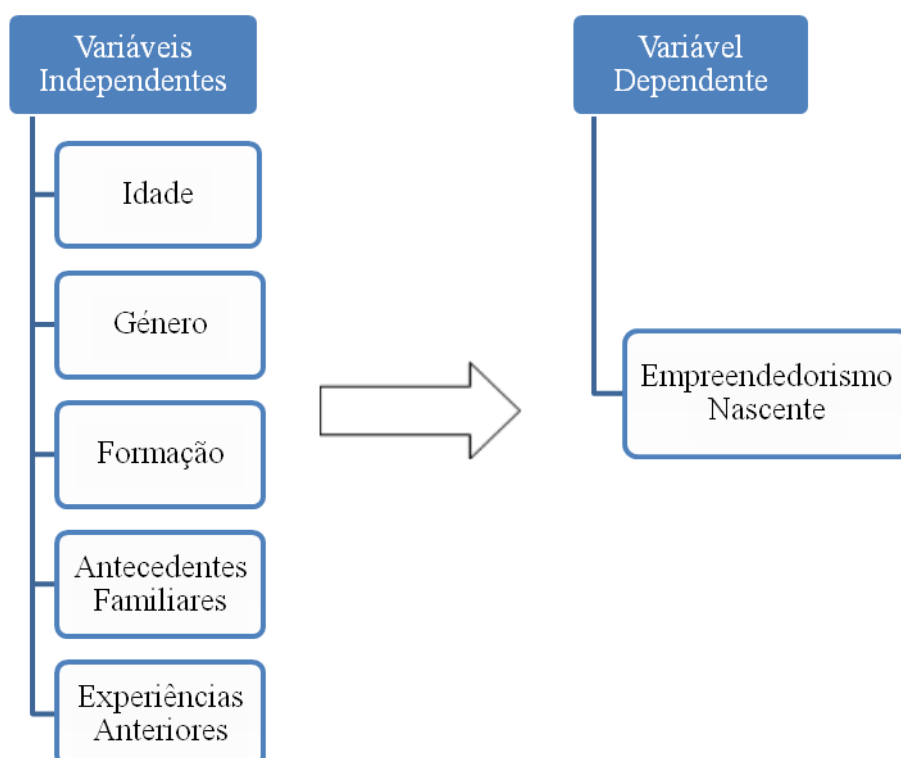 Variáveis
Independentes
Idade
Género
Formação
Antecedentes
Familiares
Experiências
Anteriores
Variável
Dependente
Empreendedorismo
Nascente